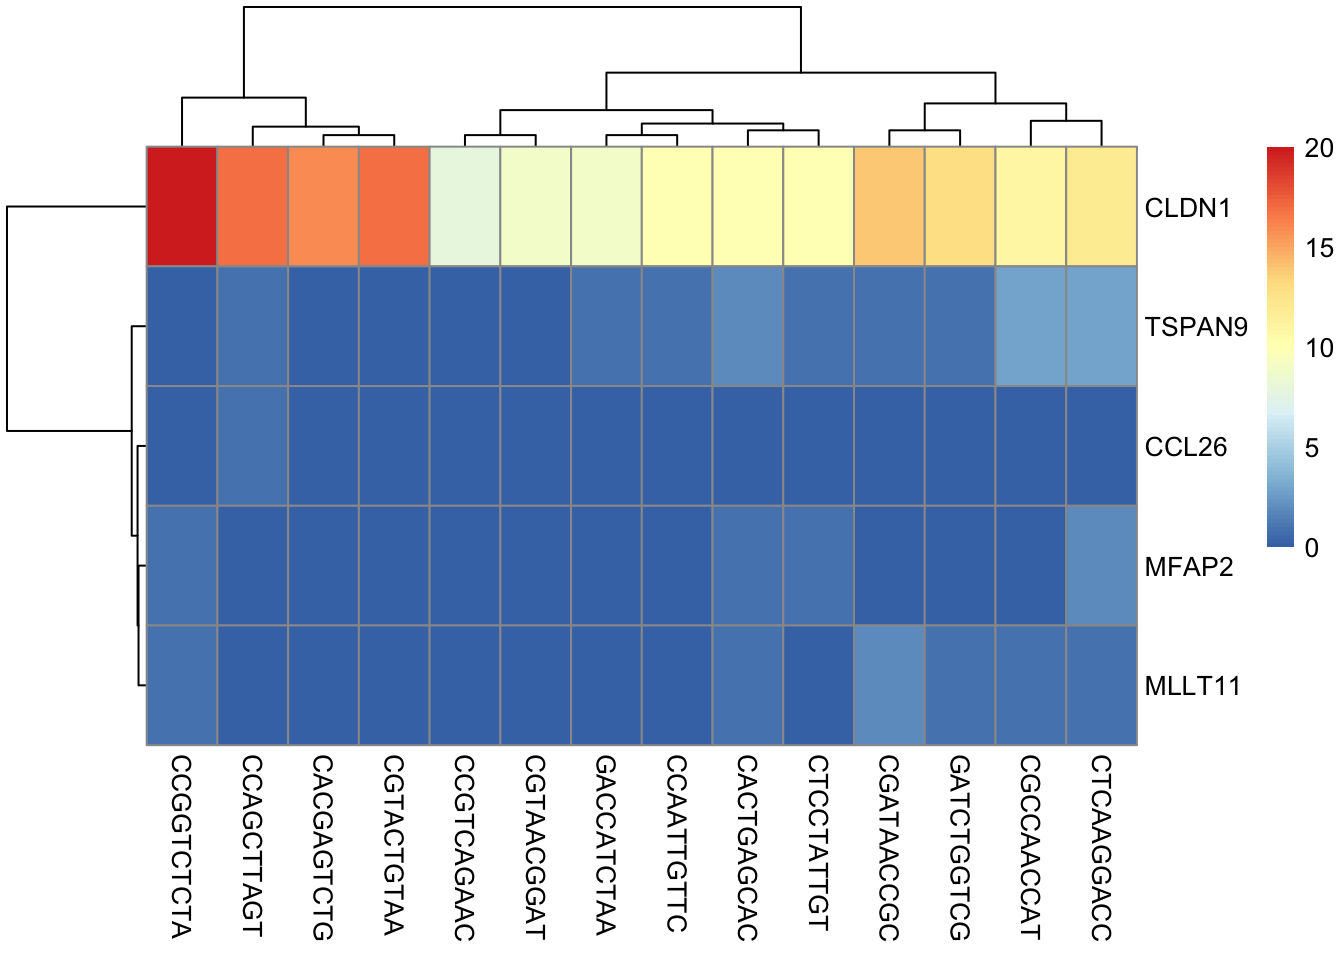 CLDN1
TSPAN9
CCL26
MFAP2
MLLT11
20
15
10
5
0
CCGGTCTCTA
CCAGCTTAGT
CACGAGTCTG
CGTACTGTAA
CCGTCAGAAC
CGTAACGGAT
GACCATCTAA
CCAATTGTTC
CACTGAGCAC
CTCCTATTGT
CGATAACCGC
GATCTGGTCG
CGCCAACCAT
CTCAAGGACC